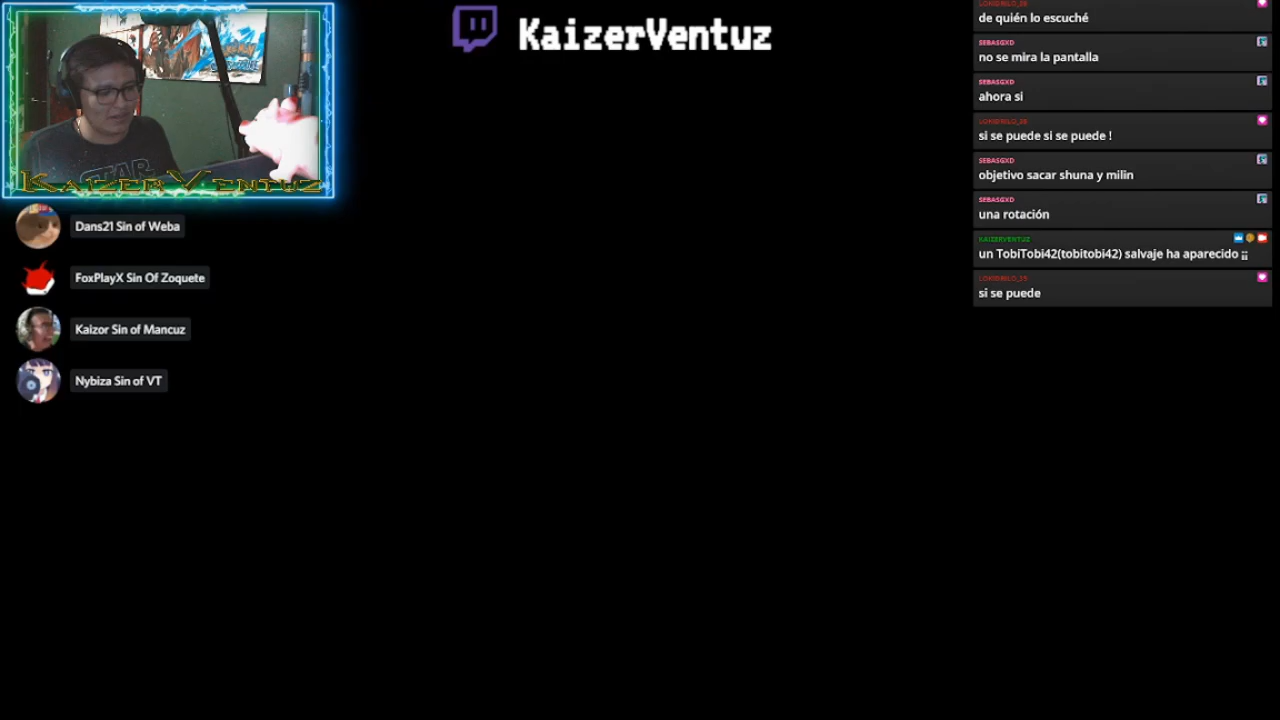 KaizerVentuz
STAR
KaizerVentuz
Dans21 Sin of Weba
FoxPlayX Sin Of Zoquete
Kaizor Sin of Mancuz
Nybiza Sin of VT
de quién lo escuché
SEBASGXD
no se mira la pantalla
SEBASGXD
ahora si
si se puede si se puede !
SEBASGXD
objetivo sacar shuna y milin
SEBASGXD
una rotación
KAIZERVENTUZ
un TobiTobi42(tobitobi42) salvaje ha aparecido ¡¡
si se puede